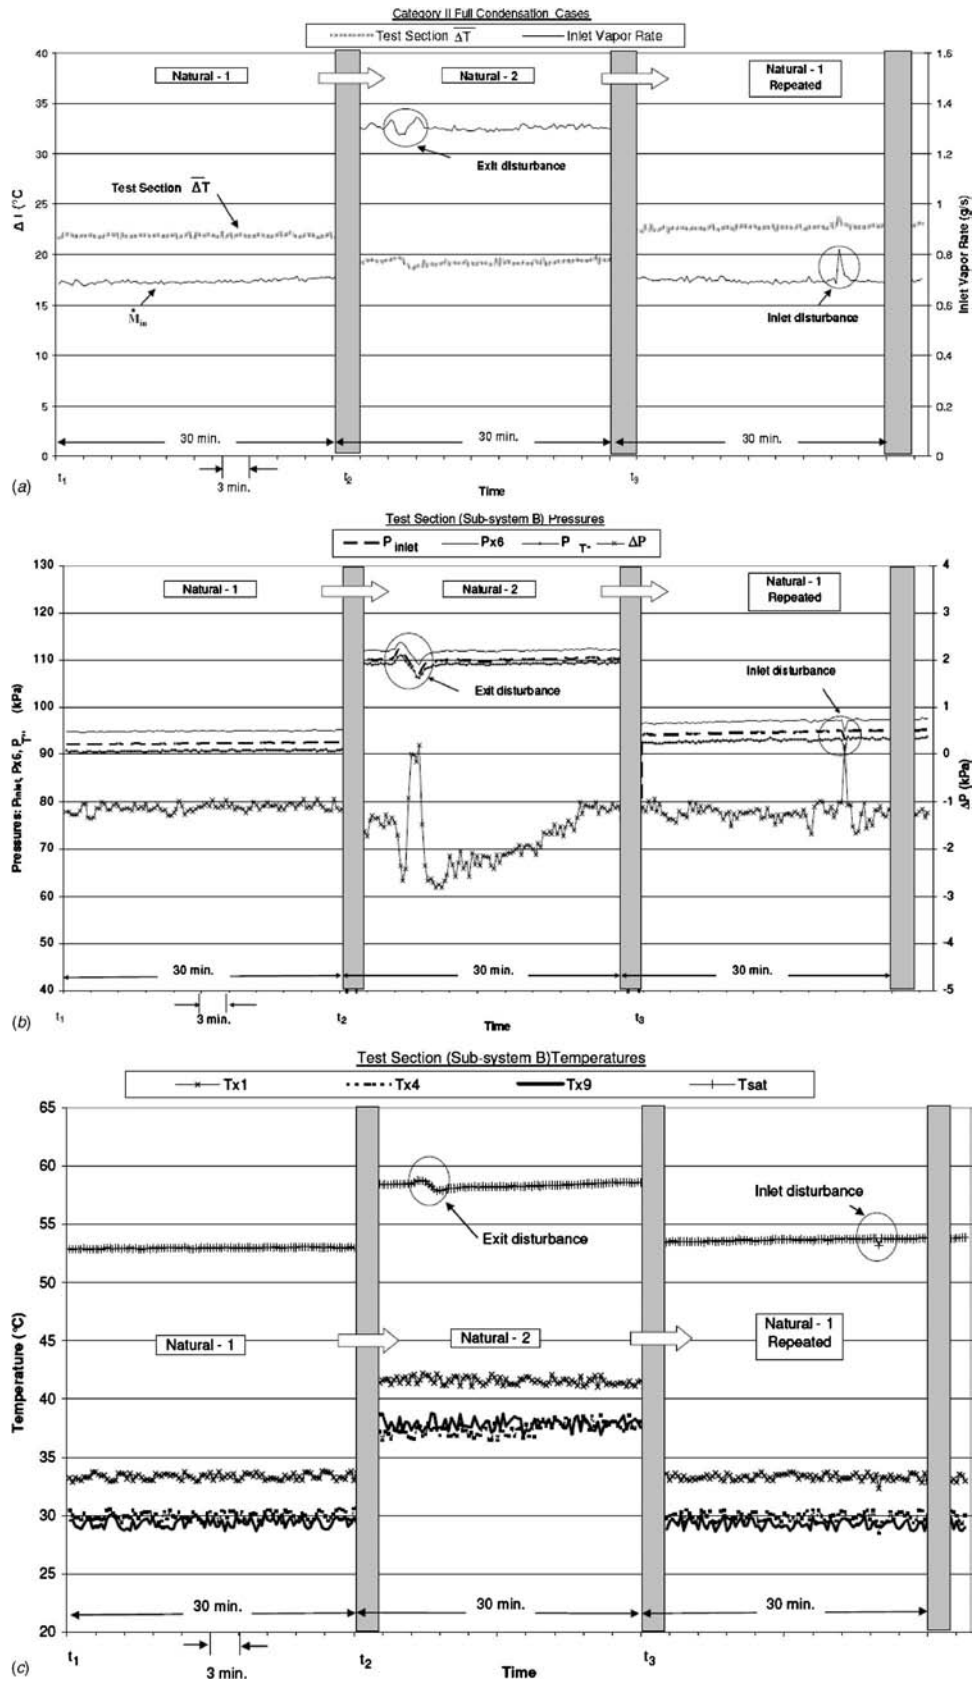 Category II Full Condensation Cases
Test Section ΔT Inlet Vapor Rate
40 35 30 25 20 15 10 5 0
Δ T (°C
1.6 1.4 1.2 1 0.8 0.6 0.4 0.2 0
Inlet Vapor Rate (g/s)
Natural - 1
Natural - 2
Natural - 1
Repeated
Exit disturbance
Test Section ΔT
Ṁin
Inlet disturbance
30 min. 30 min. 30 min.
t1 t2 t3
3 min.
Time
(a)
Test Section (Sub-system B) Pressures
P inlet Px6 P T" ΔP
130 120 110 100 90 80 70 60 50 40
Pressures: Pinlet, Px6, PT" (kPa)
4 3 2 1 0 -1 -2 -3 -4 -5
ΔP (kPa)
Natural - 1
Natural - 2
Natural - 1
Repeated
Exit disturbance
Inlet disturbance
30 min. 30 min. 30 min.
t1 t2 t3
3 min.
Time
(b)
Test Section (Sub-system B)Temperatures
Tx1 Tx4 Tx9 Tsat
65 60 55 50 45 40 35 30 25 20
Temperature (°C)
Inlet disturbance
Exit disturbance
Natural - 1
Natural - 2
Natural - 1
Repeated
30 min. 30 min. 30 min.
t1 t2 t3
3 min.
Time
(c)